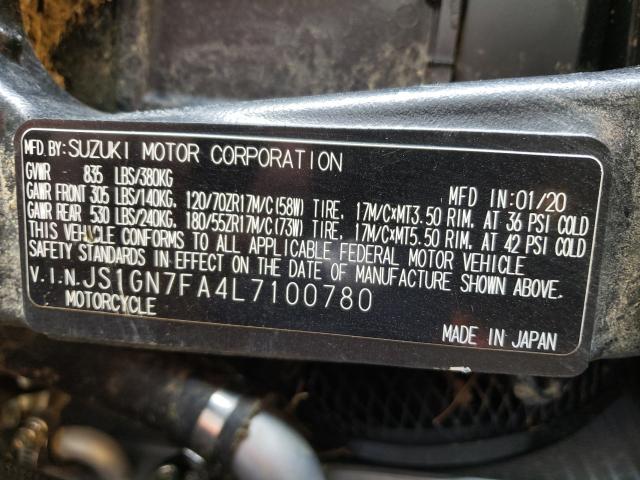 MFD. BY: SUZUKI MOTOR CORPORATION
GVWR 835 LBS/380KG MFD IN: 01/20
GAWR FRONT 305 LBS/140KG. 120/70ZR17M/C(58W) TIRE. 17M/C×MT3.50 RIM. AT 36 PSI COLD
GAWR REAR 530 LBS/240KG. 180/55ZR17M/C(73W) TIRE. 17M/C×MT5.50 RIM. AT 42 PSI COLD
THIS VEHICLE CONFORMS TO ALL APPLICABLE FEDERAL MOTOR VEHICLE
SAFETY STANDARDS IN EFFECT ON THE DATE OF MANUFACTURE SHOWN ABOVE.
V.I.N. JS1GN7FA4L7100780
MOTORCYCLE MADE IN JAPAN